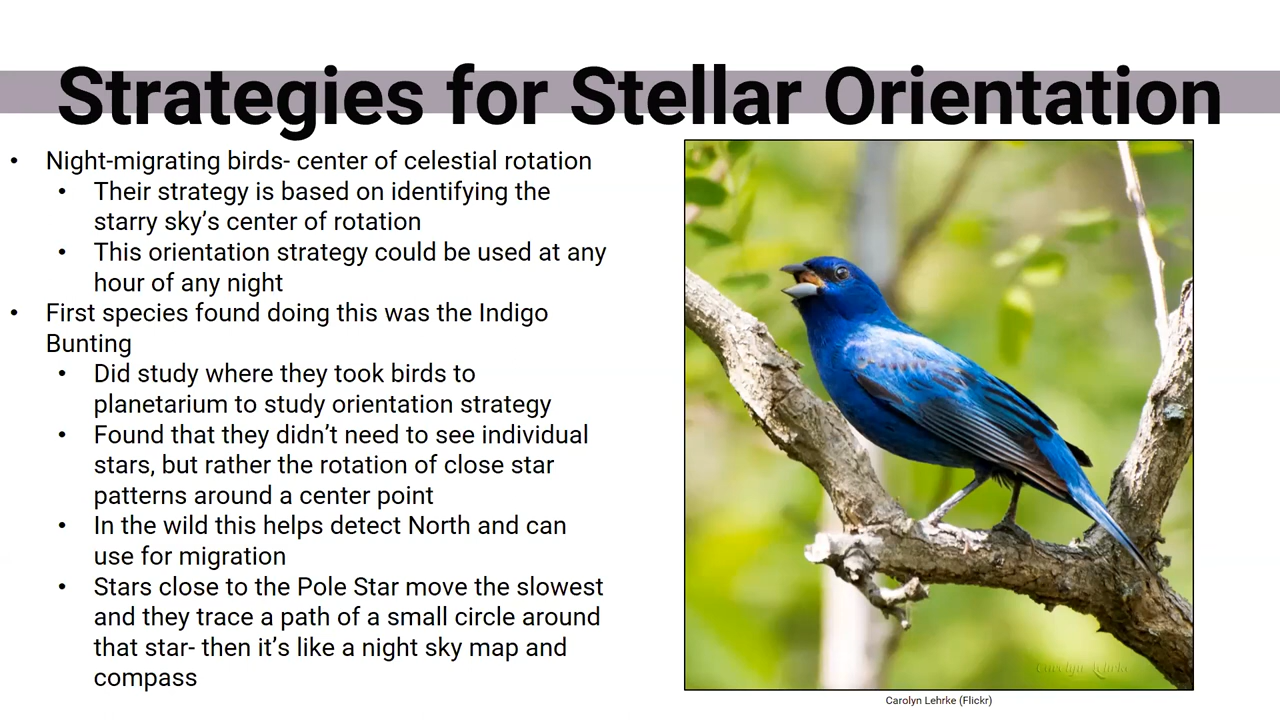 Strategies for Stellar Orientation
• Night-migrating birds- center of celestial rotation
• Their strategy is based on identifying the
starry sky’s center of rotation
• This orientation strategy could be used at any
hour of any night
• First species found doing this was the Indigo
Bunting
• Did study where they took birds to
planetarium to study orientation strategy
• Found that they didn’t need to see individual
stars, but rather the rotation of close star
patterns around a center point
• In the wild this helps detect North and can
use for migration
• Stars close to the Pole Star move the slowest
and they trace a path of a small circle around
that star- then it’s like a night sky map and
compass
Carolyn Lehrke
Carolyn Lehrke (Flickr)